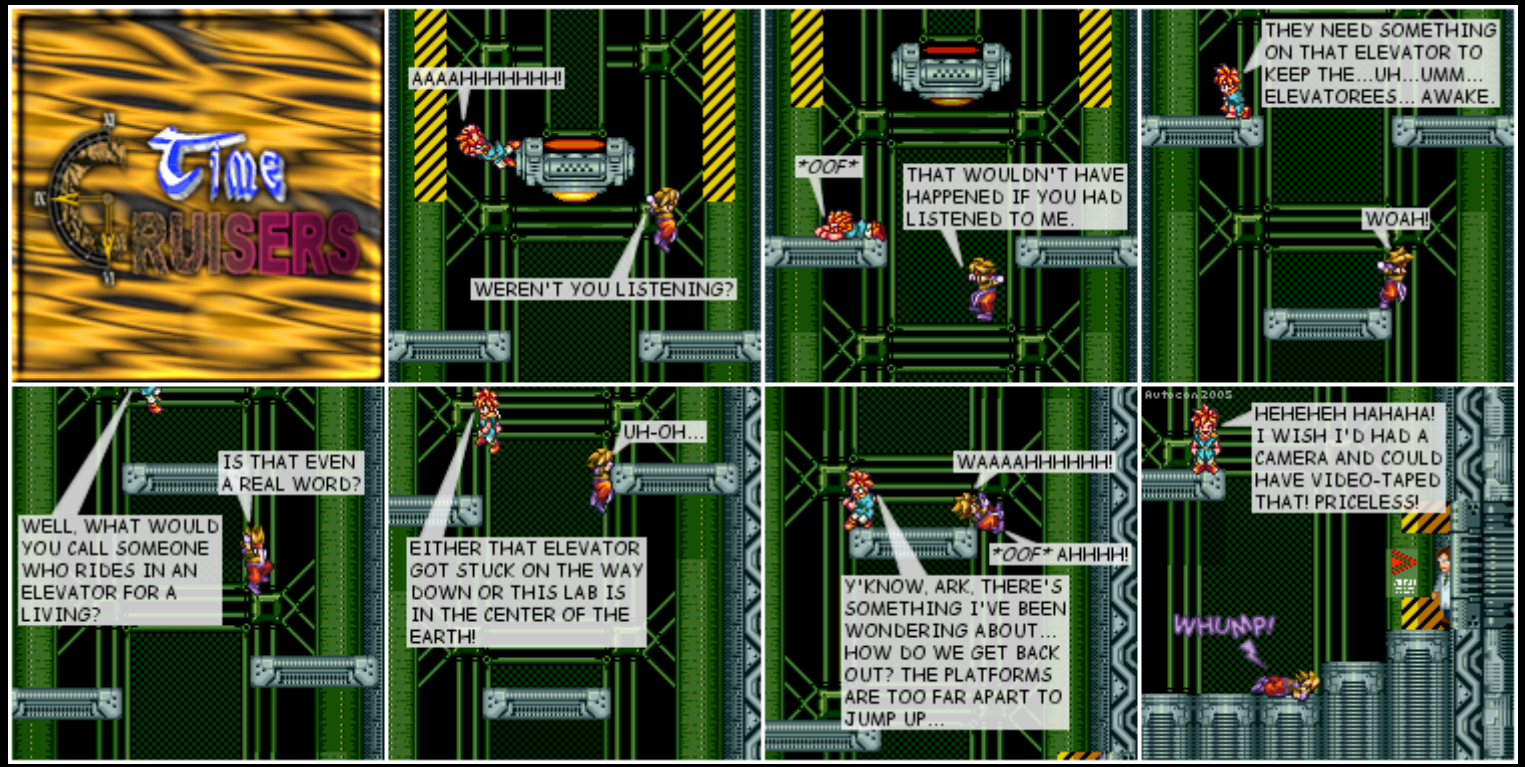 Time
CRUISERS
XI
IX
VI
AAAAHHHHHHH!
WEREN'T YOU LISTENING?
*OOF*
THAT WOULDN'T HAVE
HAPPENED IF YOU HAD
LISTENED TO ME.
THEY NEED SOMETHING
ON THAT ELEVATOR TO
KEEP THE...UH...UMM...
ELEVATOREES... AWAKE.
WOAH!
IS THAT EVEN
A REAL WORD?
WELL, WHAT WOULD
YOU CALL SOMEONE
WHO RIDES IN AN
ELEVATOR FOR A
LIVING?
UH-OH...
EITHER THAT ELEVATOR
GOT STUCK ON THE WAY
DOWN OR THIS LAB IS
IN THE CENTER OF THE
EARTH!
WAAAAHHHHHH!
*OOF* AHHHH!
Y'KNOW, ARK, THERE'S
SOMETHING I'VE BEEN
WONDERING ABOUT...
HOW DO WE GET BACK
OUT? THE PLATFORMS
ARE TOO FAR APART TO
JUMP UP...
Autocon 2005
HEHEHEH HAHAHA!
I WISH I'D HAD A
CAMERA AND COULD
HAVE VIDEO-TAPED
THAT! PRICELESS!
WHUMP!